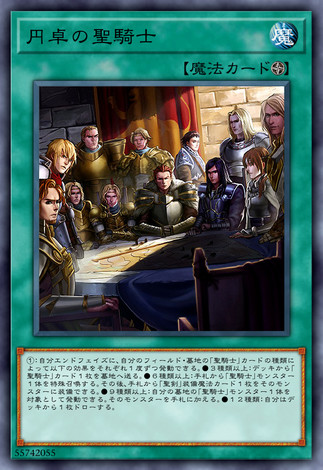 円卓の聖騎士
魔
【魔法カード】
①:自分エンドフェイズに、自分のフィールド・墓地の「聖騎士」カードの種類に
よって以下の効果をそれぞれ1度ずつ発動できる。●3種類以上:デッキから「
聖騎士」カード1枚を墓地へ送る。●6種類以上:手札から「聖騎士」モンスター
1体を特殊召喚する。その後、手札から「聖剣」装備魔法カード1枚をそのモンス
ターに装備できる。●9種類以上:自分の墓地の「聖騎士」モンスター1体を
対象として発動できる。そのモンスターを手札に加える。●12種類:自分はデ
ッキから1枚ドローする。
55742055